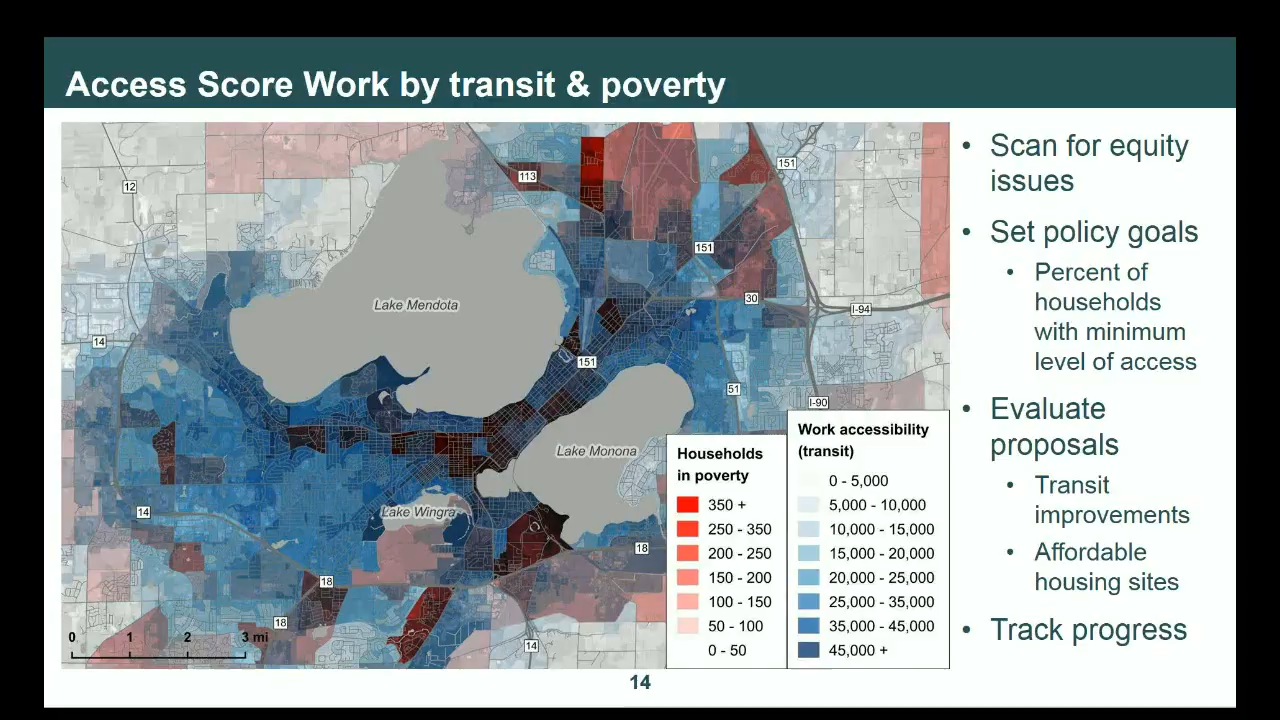 Access Score Work by transit & poverty
12
113
151
151
14
Lake Mendota
30
I-94
151
51
I-90
Lake Monona
14
Lake Wingra
18
18
18
14
0 1 2 3 mi
Households
in poverty
350 +
250 - 350
200 - 250
150 - 200
100 - 150
50 - 100
0 - 50
Work accessibility
(transit)
0 - 5,000
5,000 - 10,000
10,000 - 15,000
15,000 - 20,000
20,000 - 25,000
25,000 - 35,000
35,000 - 45,000
45,000 +
• Scan for equity
issues
• Set policy goals
• Percent of
households
with minimum
level of access
• Evaluate
proposals
• Transit
improvements
• Affordable
housing sites
• Track progress
14